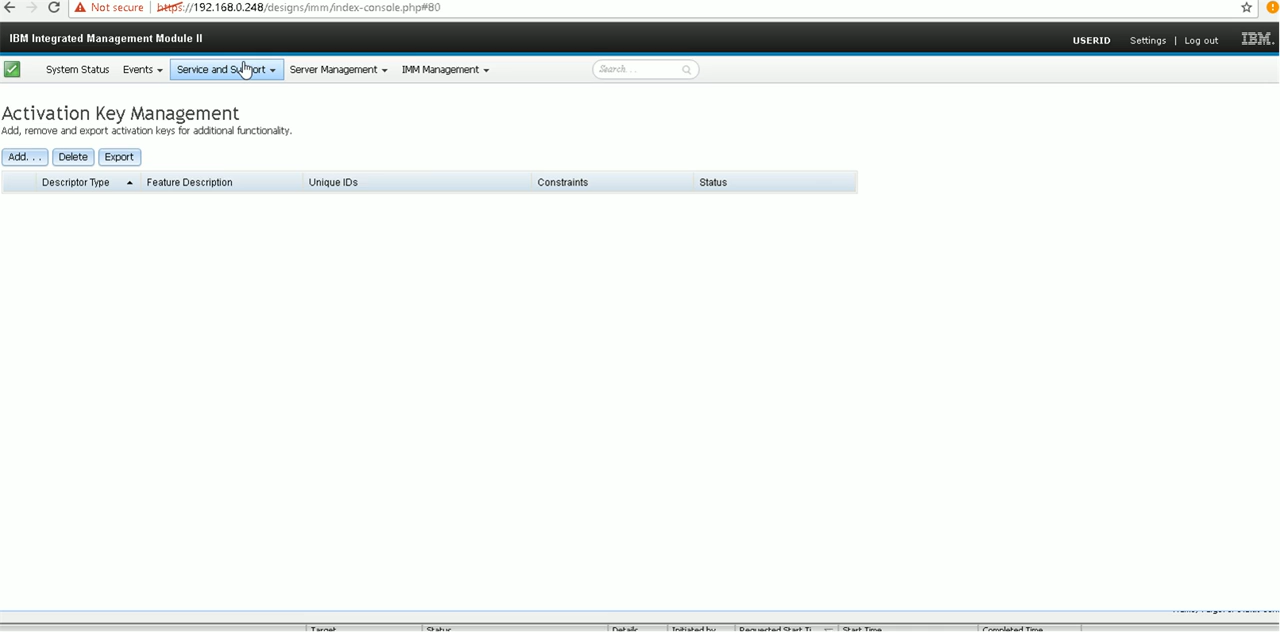 Not secure | https://192.168.0.248/designs/imm/index-console.php#80
IBM Integrated Management Module II
USERID Settings | Log out IBM.
System Status Events Service and Support Server Management IMM Management Search. . .
Activation Key Management
Add, remove and export activation keys for additional functionality.
Add. . . Delete Export
Descriptor Type Feature Description Unique IDs Constraints Status
Target Status Details Initiated by Requested Start Ti... Start Time Completed Time